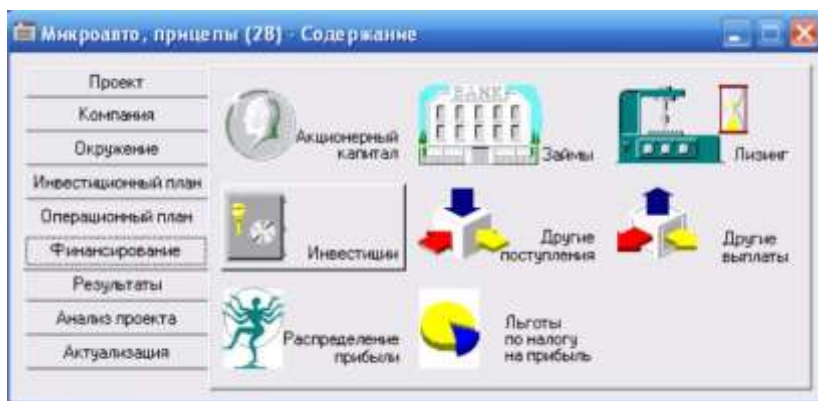 Микроавто, прицепы (28) - Содержание
Проект
Компания
Окружение
Инвестиционный план
Операционный план
Финансирование
Результаты
Анализ проекта
Актуализация
Акционерный
капитал
BANK
Займы
Лизинг
Инвестиции
Другие
поступления
Другие
выплаты
Распределение
прибыли
Льготы
по налогу
на прибыль